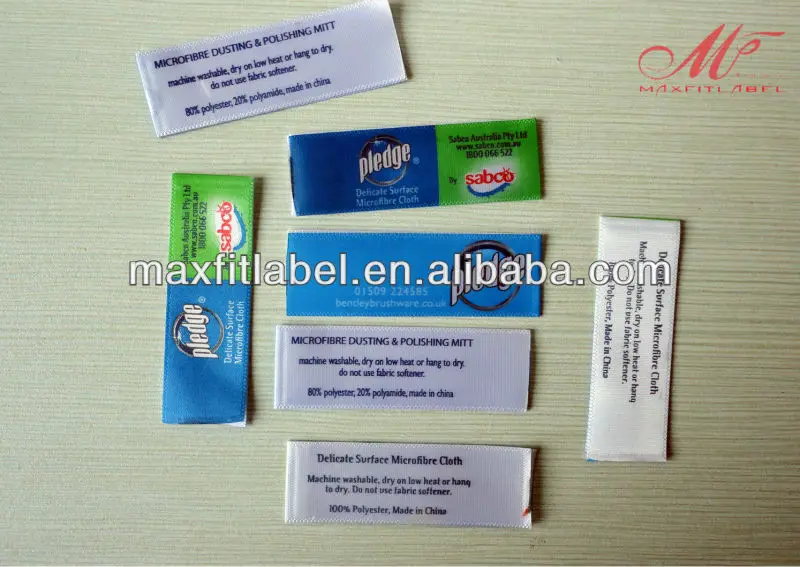 MICROFIBRE DUSTING & POLISHING MITT
machine washable, dry on low heat or hang to dry.
do not use fabric softener.
80% polyester, 20% polyamide, made in china
MAXFITLABEL
pledge®
Delicate Surface
Microfibre Cloth
Sabco Australia Pty Ltd
www.sabco.com.au
1800 066 522
By sabco
Sabco Australia Pty Ltd
www.sabco.com.au
1800 066 522
sabco
pledge®
Delicate Surface
Microfibre Cloth
maxfitlabel.en.alibaba.com
pledge
01509 224585
bentleybrushware.co.uk
MICROFIBRE DUSTING & POLISHING MITT
machine washable, dry on low heat or hang to dry.
do not use fabric softener.
80% polyester, 20% polyamide, made in china
Delicate Surface Microfibre Cloth
Machine washable, dry on low heat or hang
to dry. Do not use fabric softener.
100% Polyester, Made in China
Delicate Surface Microfibre Cloth
Machine washable, dry on low heat or hang
Do not use fabric softener.
Polyester, Made in China